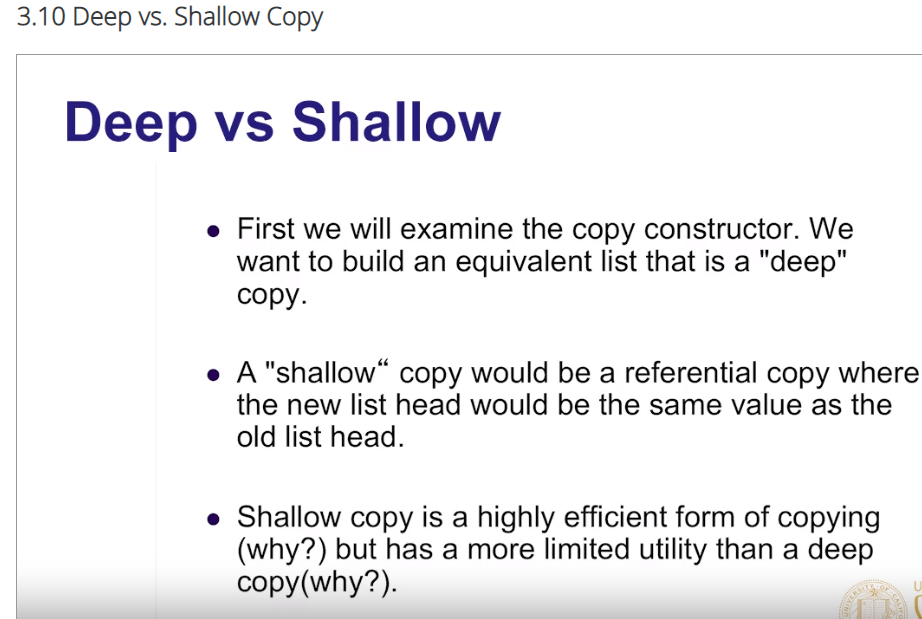 3.10 Deep vs. Shallow Copy
Deep vs Shallow
• First we will examine the copy constructor. We
want to build an equivalent list that is a "deep"
copy.
• A "shallow“ copy would be a referential copy where
the new list head would be the same value as the
old list head.
• Shallow copy is a highly efficient form of copying
(why?) but has a more limited utility than a deep
copy(why?).